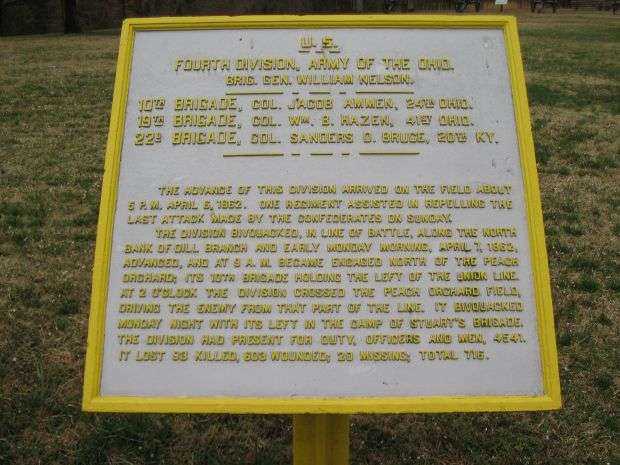 U.S.
FOURTH DIVISION, ARMY OF THE OHIO.
BRIG. GEN. WILLIAM NELSON.
10TH BRIGADE, COL. JACOB AMMEN, 24TH OHIO.
19TH BRIGADE, COL. WM. B. HAZEN, 41ST OHIO.
22D BRIGADE, COL. SANDERS D. BRUCE, 20TH KY.
THE ADVANCE OF THIS DIVISION ARRIVED ON THE FIELD ABOUT
5 P.M. APRIL 6, 1862. ONE REGIMENT ASSISTED IN REPELLING THE
LAST ATTACK MADE BY THE CONFEDERATES ON SUNDAY.
THE DIVISION BIVOUACKED, IN LINE OF BATTLE, ALONG THE NORTH
BANK OF DILL BRANCH AND EARLY MONDAY MORNING, APRIL 7, 1862,
ADVANCED, AND AT 9 A.M. BECAME ENGAGED NORTH OF THE PEACH
ORCHARD; ITS 10TH BRIGADE HOLDING THE LEFT OF THE UNION LINE.
AT 2 O'CLOCK THE DIVISION CROSSED THE PEACH ORCHARD FIELD,
DRIVING THE ENEMY FROM THAT PART OF THE LINE. IT BIVOUACKED
MONDAY NIGHT WITH ITS LEFT IN THE CAMP OF STUART'S BRIGADE.
THE DIVISION HAD PRESENT FOR DUTY, OFFICERS AND MEN, 4541.
IT LOST 93 KILLED, 603 WOUNDED; 20 MISSING; TOTAL 716.